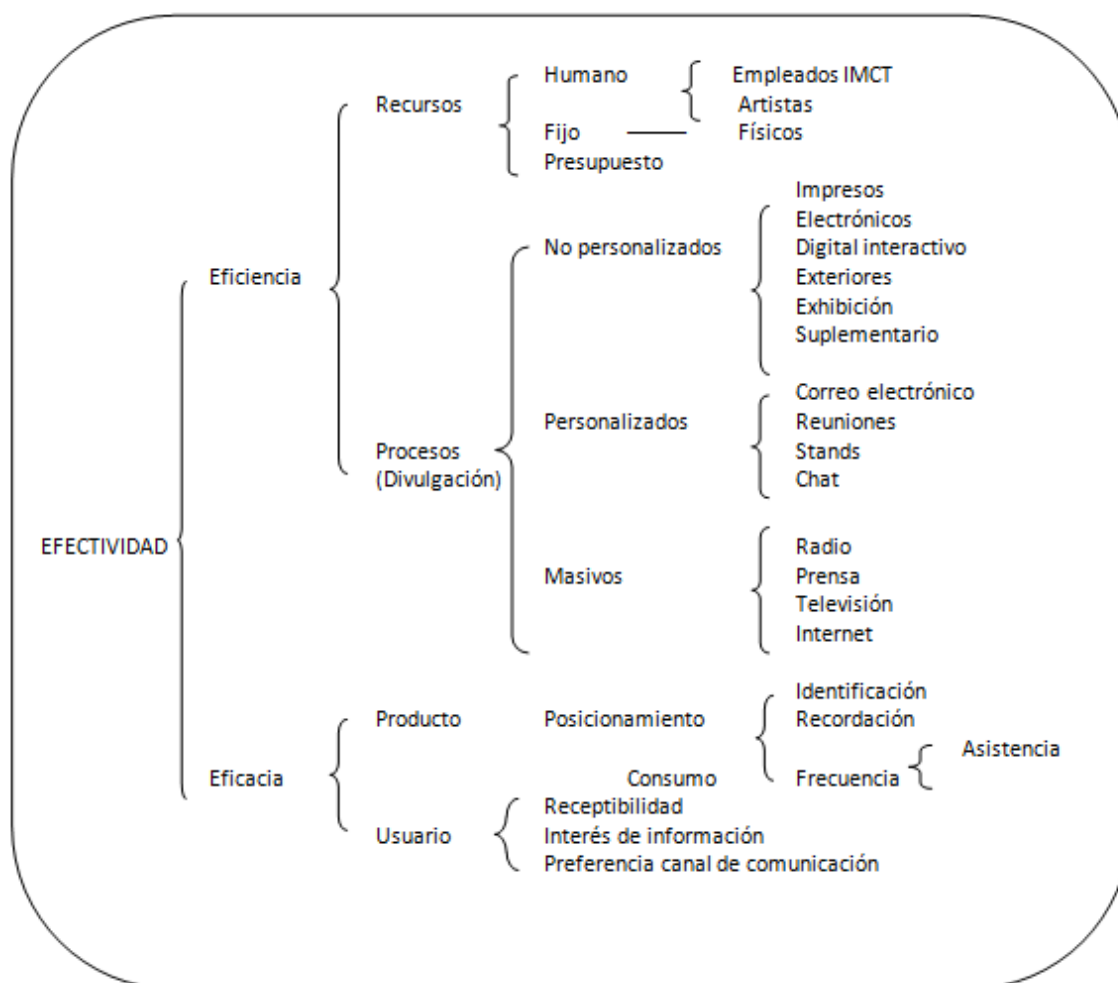 Humano Empleados IMCT
Recursos Artistas
Fijo Físicos
Presupuesto
Impresos
Electrónicos
No personalizados Digital interactivo
Eficiencia Exteriores
Exhibición
Suplementario
Correo electrónico
Personalizados Reuniones
Procesos Stands
(Divulgación) Chat
EFECTIVIDAD Radio
Masivos Prensa
Televisión
Internet
Identificación
Producto Posicionamiento Recordación
Asistencia
Eficacia Consumo Frecuencia
Receptibilidad
Usuario Interés de información
Preferencia canal de comunicación